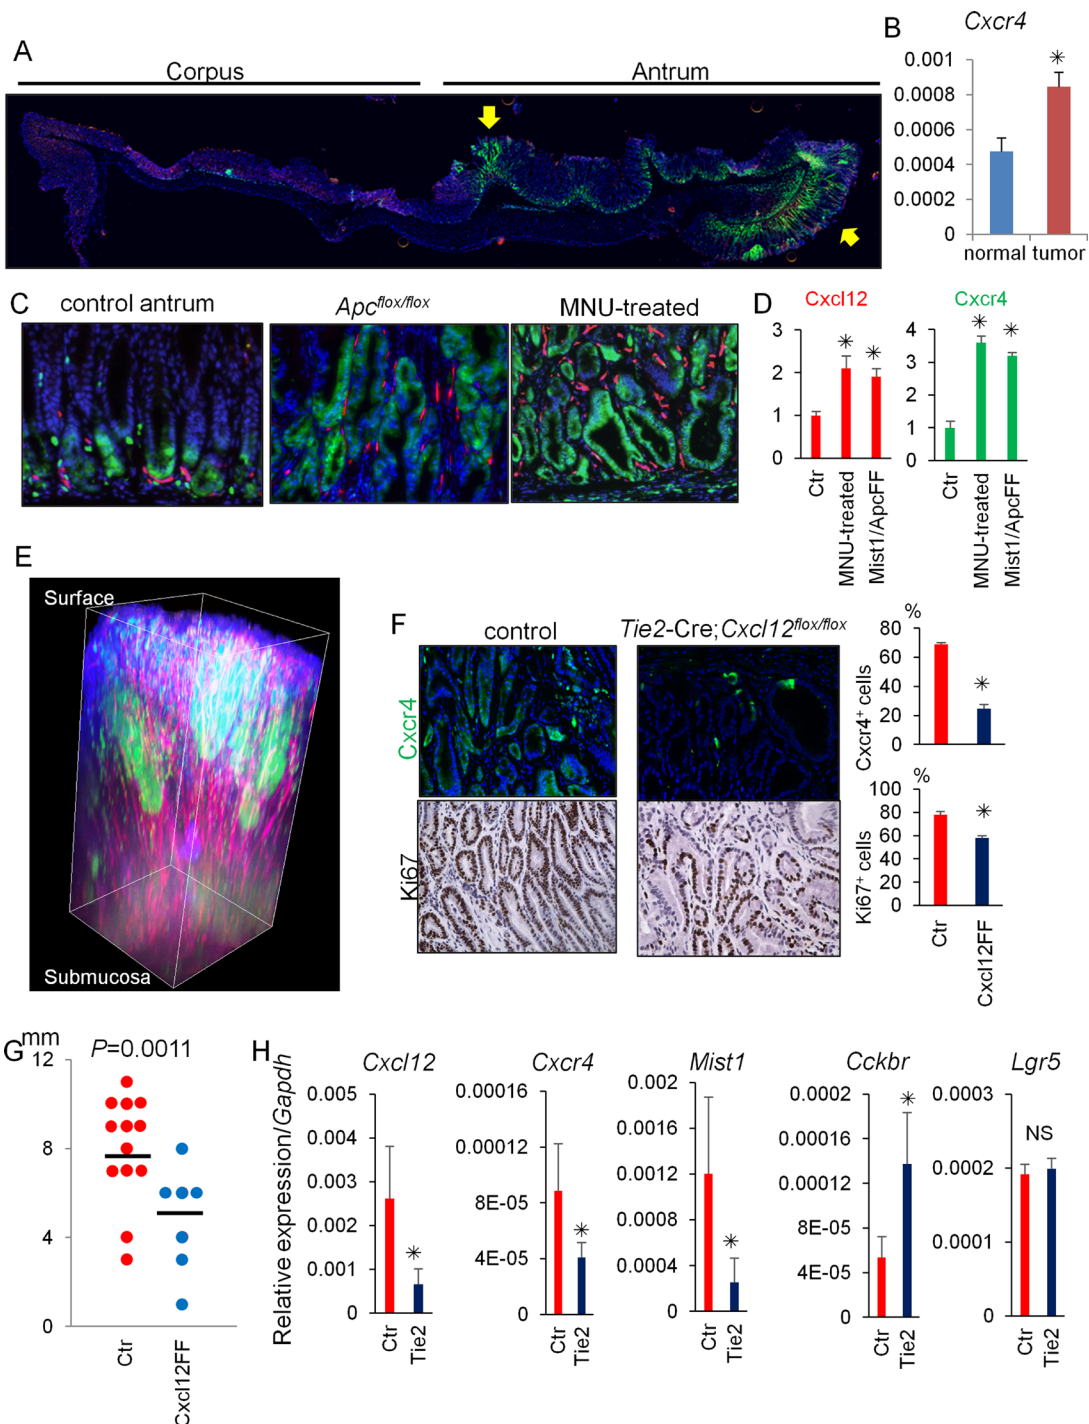 A
Corpus
Antrum
B
Cxcr4
0.001
0.0008
0.0006
0.0004
0.0002
0
*
normal tumor
C
control antrum
Apcflox/flox
MNU-treated
D
Cxcl12
3
2
1
0
* *
Ctr
MNU-treated
Mist1/ApcFF
Cxcr4
4
3
2
1
0
* *
Ctr
MNU-treated
Mist1/ApcFF
E
Surface
Submucosa
F
control
Tie2-Cre;Cxcl12flox/flox
Cxcr4
Ki67
%
80
60
40
20
0
*
Cxcr4+ cells
%
100
80
60
40
20
0
*
Ki67+ cells
Ctr
Cxcl12FF
G
mm
P=0.0011
12
8
4
0
Ctr
Cxcl12FF
H
Relative expression/Gapdh
Cxcl12
0.005
0.004
0.003
0.002
0.001
0
*
Ctr
Tie2
Cxcr4
0.00016
0.00012
8E-05
4E-05
0
*
Ctr
Tie2
Mist1
0.002
0.0016
0.0012
0.0008
0.0004
0
*
Ctr
Tie2
Cckbr
0.0002
0.00016
0.00012
8E-05
4E-05
0
*
Ctr
Tie2
Lgr5
0.0003
0.0002
0.0001
0
NS
Ctr
Tie2